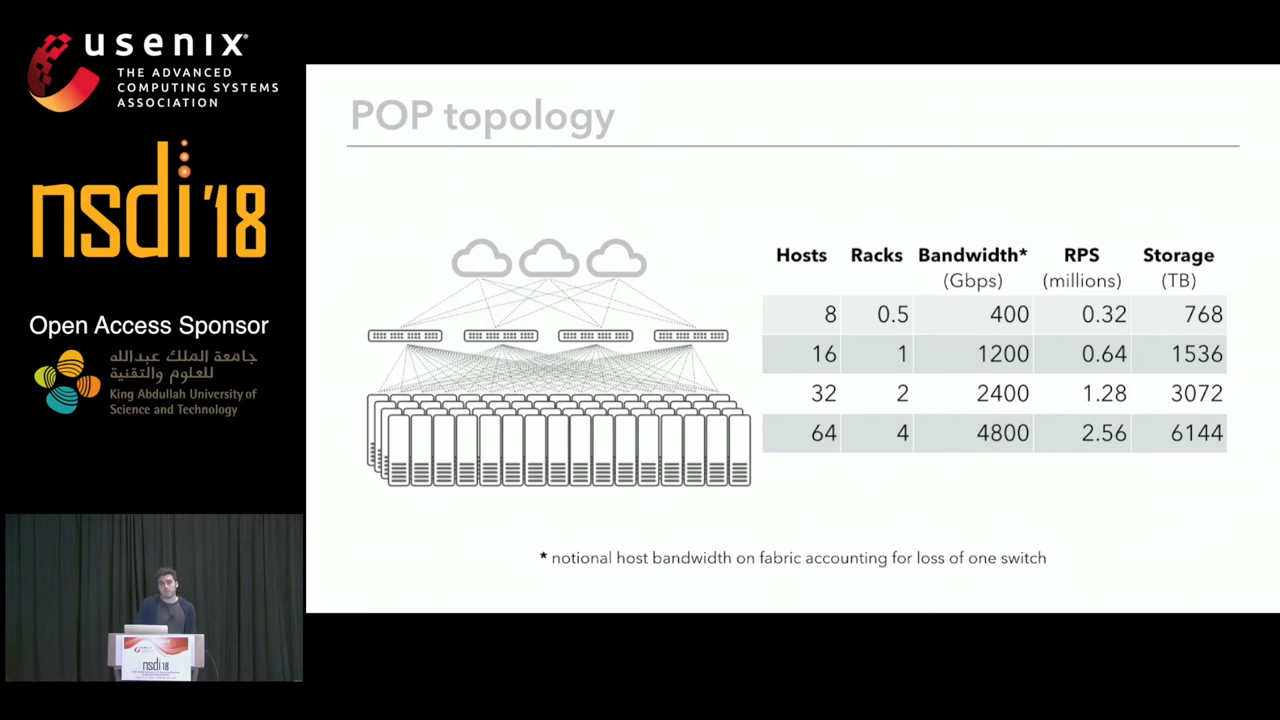 usenix
THE ADVANCED
COMPUTING SYSTEMS
ASSOCIATION
nsdi '18
Open Access Sponsor
جامعة الملك عبدالله
للعلوم والتقنية
King Abdullah University of
Science and Technology
POP topology
Hosts Racks Bandwidth* RPS Storage
(Gbps) (millions) (TB)
8 0.5 400 0.32 768
16 1 1200 0.64 1536
32 2 2400 1.28 3072
64 4 4800 2.56 6144
* notional host bandwidth on fabric accounting for loss of one switch
usenix
nsdi '18